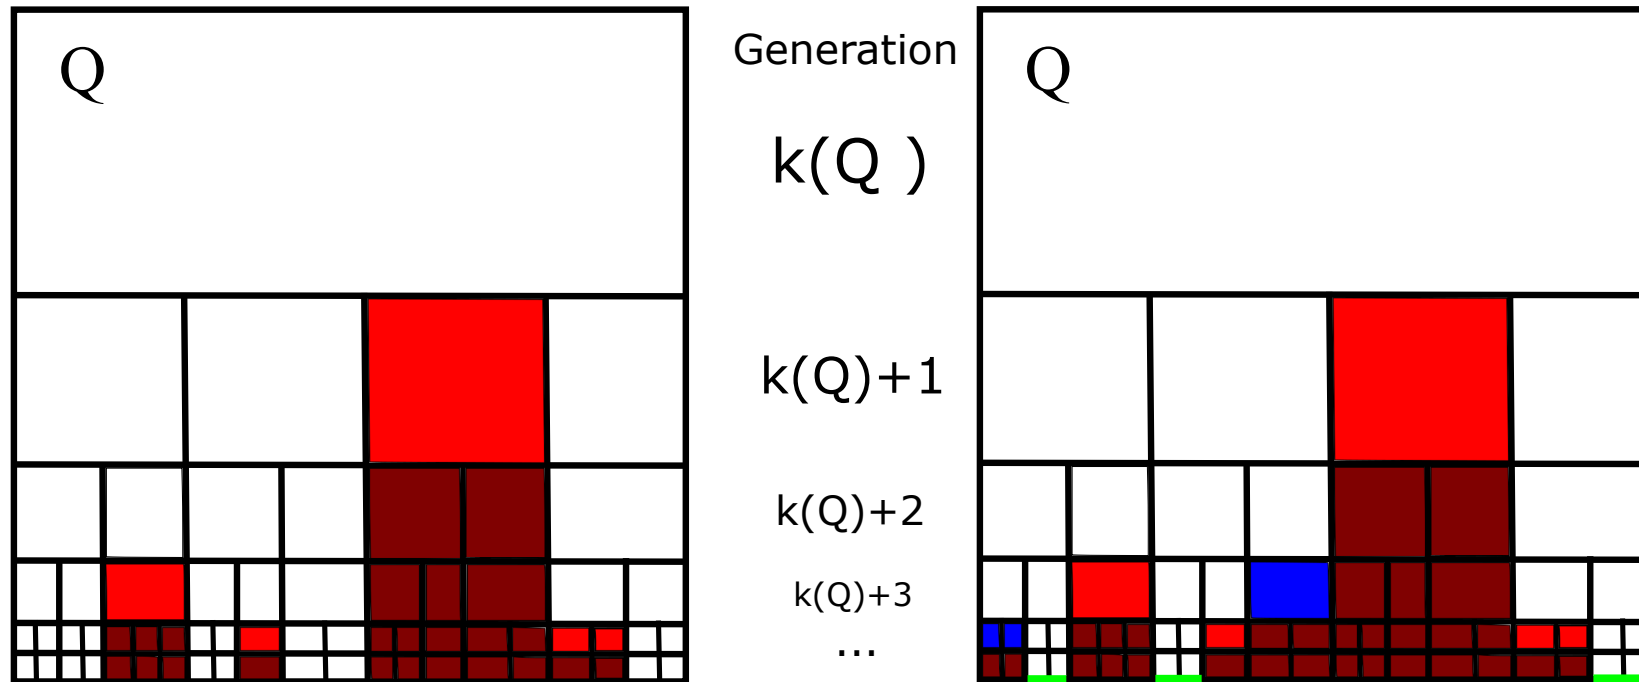 Q
Generation
Q
k(Q )
k(Q)+1
k(Q)+2
k(Q)+3
...